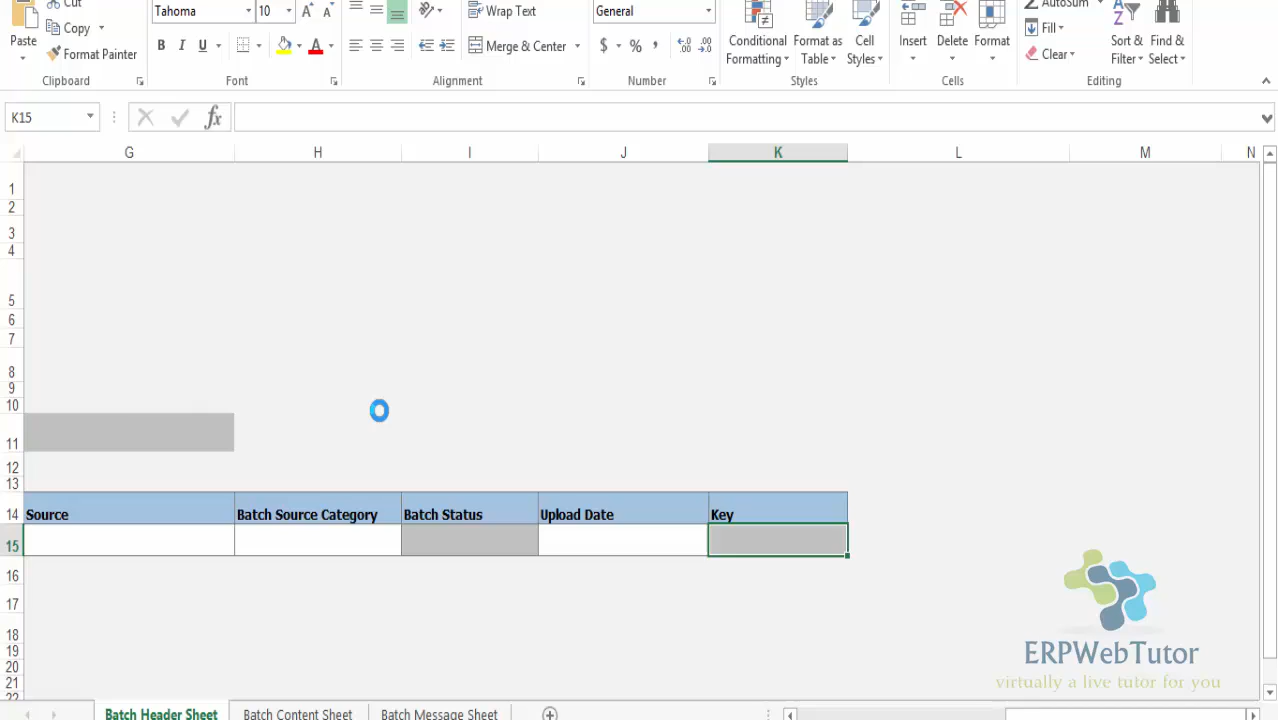 Cut
Paste
Copy
Format Painter
Clipboard
Tahoma
10
A
A
B I U
A
Font
Wrap Text
Merge & Center
Alignment
General
$ % ,
Number
Conditional
Formatting
Format as
Table
Cell
Styles
Styles
Insert
Delete
Format
Cells
AutoSum
Fill
Clear
Sort &
Filter
Find &
Select
Editing
K15
fx
G H I J K L M N
1
2
3
4
5
6
7
8
9
10
11
12
13
14 Source Batch Source Category Batch Status Upload Date Key
15
16
17
18
19
20
21
22
ERPWebTutor
virtually a live tutor for you
Batch Header Sheet Batch Content Sheet Batch Message Sheet